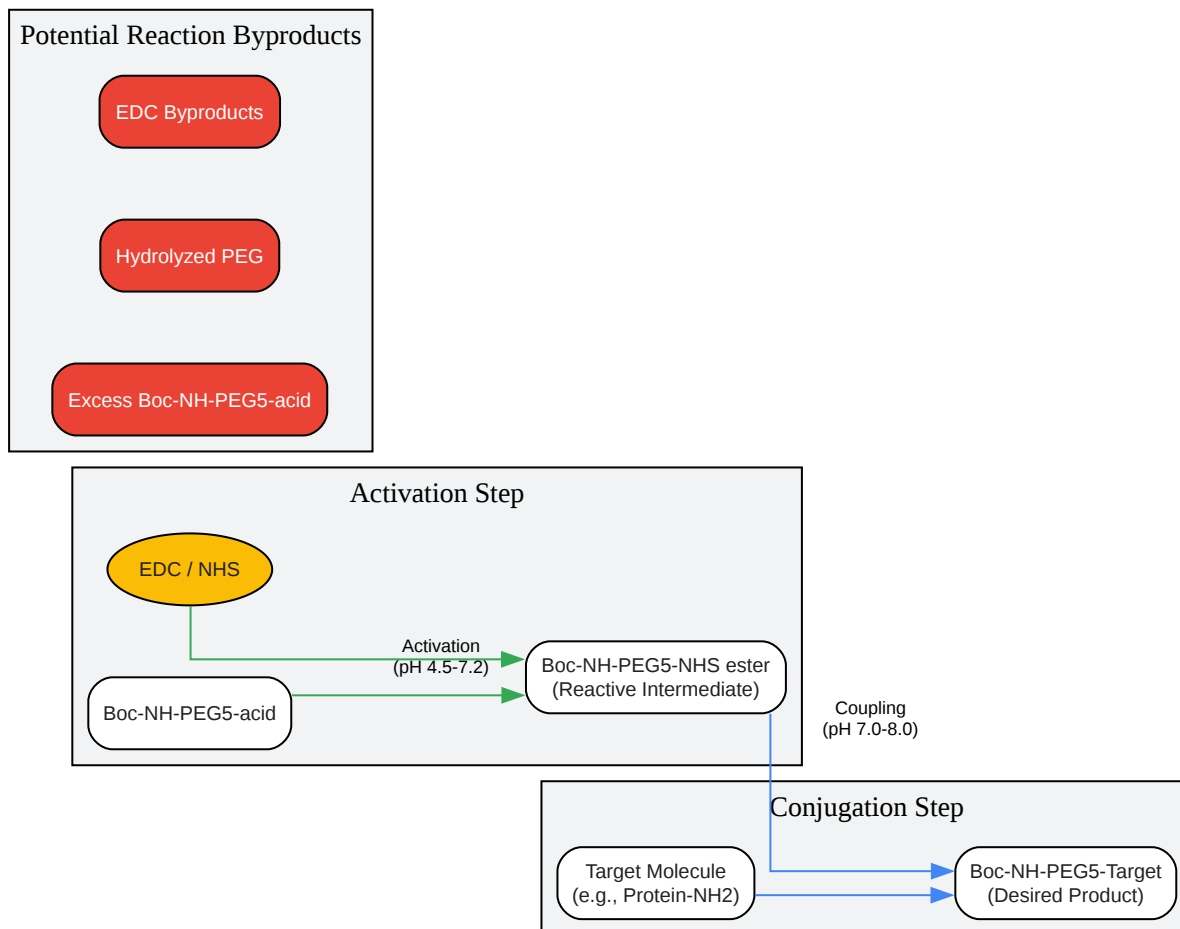 Potential Reaction Byproducts
EDC Byproducts
Hydrolyzed PEG
Excess Boc-NH-PEG5-acid
Activation Step
EDC / NHS
Activation
(pH 4.5-7.2)
Boc-NH-PEG5-NHS ester
(Reactive Intermediate)
Boc-NH-PEG5-acid
Coupling
(pH 7.0-8.0)
Conjugation Step
Target Molecule
(e.g., Protein-NH2)
Boc-NH-PEG5-Target
(Desired Product)